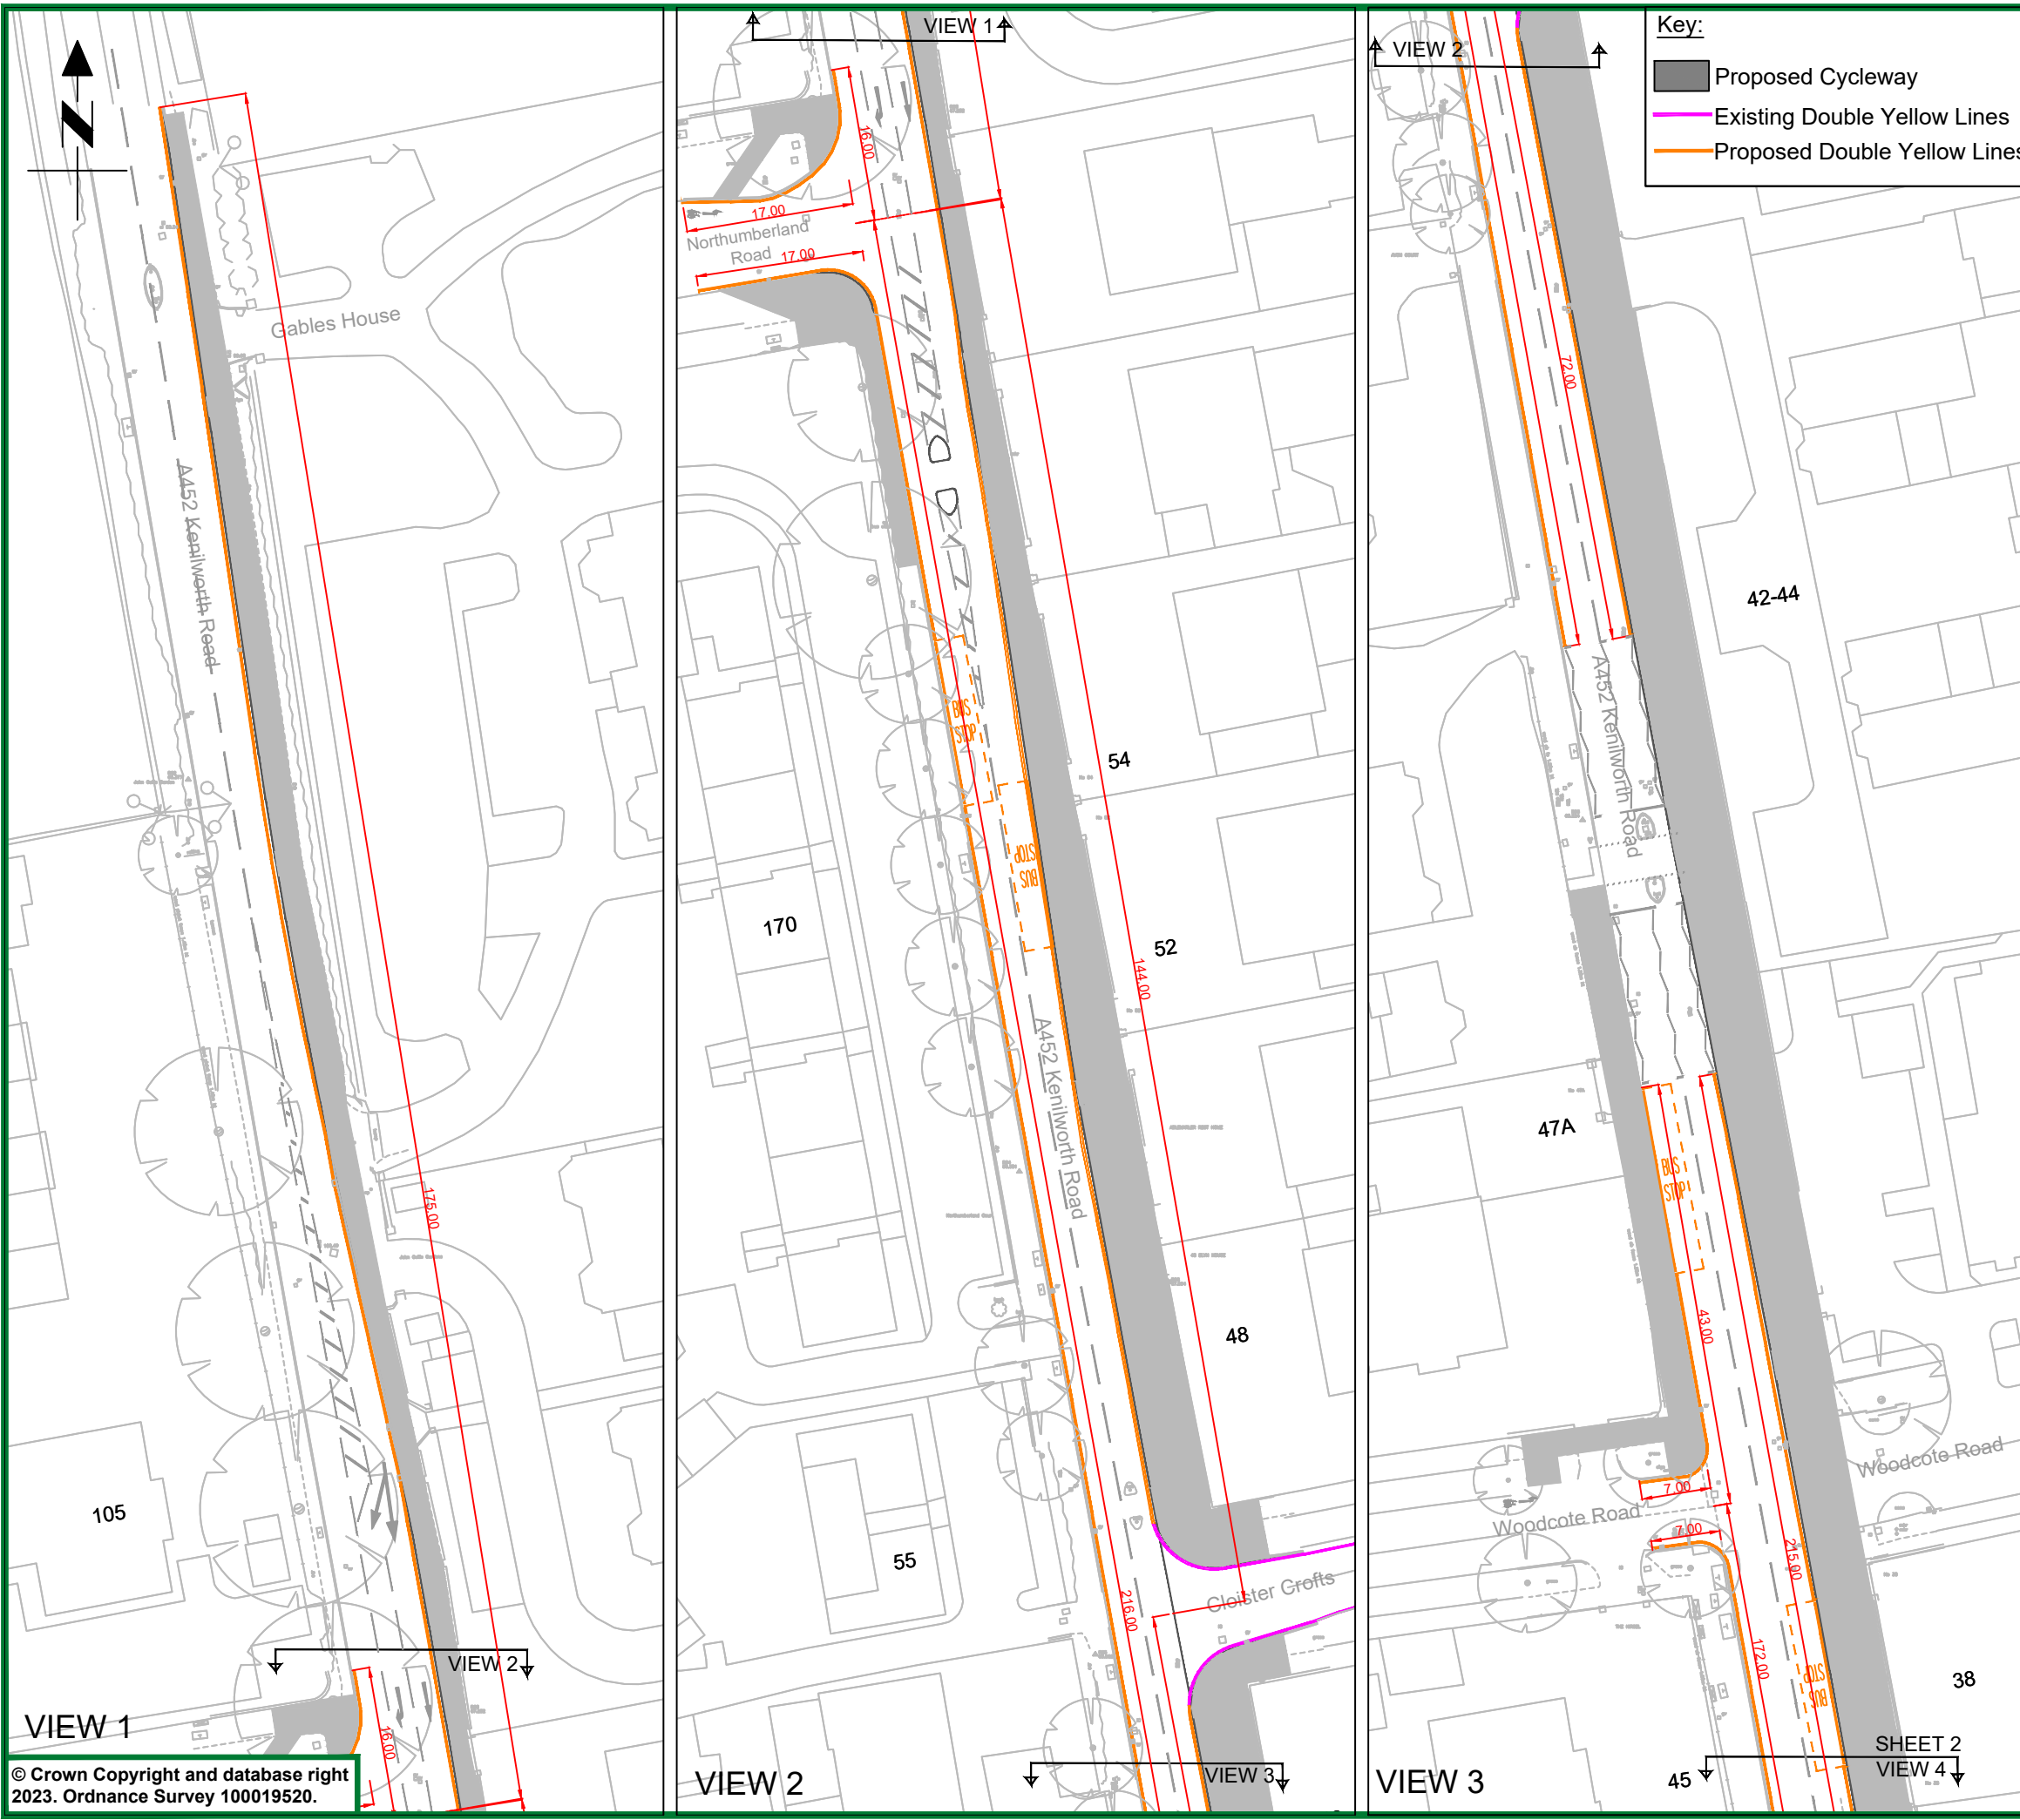 N
Gables House
A452 Kenilworth Road
175.00
105
VIEW 2
16.00
VIEW 1
© Crown Copyright and database right
2023. Ordnance Survey 100019520.
VIEW 1
16.00
17.00
Northumberland
Road
17.00
BUS
STOP
54
BUS
STOP
170
52
144.00
A452 Kenilworth Road
48
55
Cloister Crofts
216.00
VIEW 3
VIEW 2
VIEW 2
Key:
Proposed Cycleway
Existing Double Yellow Lines
Proposed Double Yellow Lines
72.00
42-44
A452 Kenilworth Road
47A
BUS
STOP
43.00
Woodcote Road
7.00
Woodcote Road
7.00
215.00
172.00
BUS
STOP
38
SHEET 2
VIEW 4
45
VIEW 3